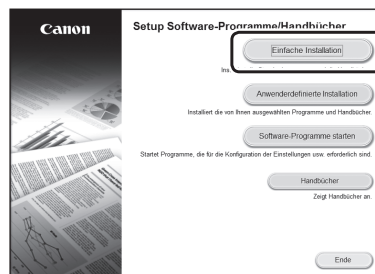 Canon
Setup Software-Programme/Handbücher
Einfache Installation
Ins
Anwenderdefinierte Installation
Installiert die von Ihnen ausgewählten Programme und Handbücher.
Software-Programme starten
Startet Programme, die für die Konfiguration der Einstellungen usw. erforderlich sind.
Handbücher
Zeigt Handbücher an.
Ende